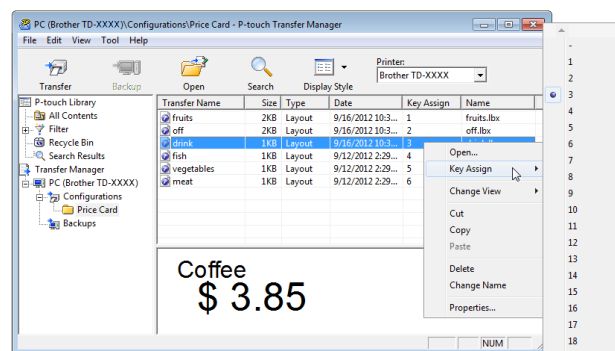 PC (Brother TD-XXXX)\Configurations\Price Card - P-touch Transfer Manager
File Edit View Tool Help
Transfer Backup Open Search Display Style
Printer:
Brother TD-XXXX
P-touch Library
All Contents
Filter
Recycle Bin
Search Results
Transfer Manager
PC (Brother TD-XXXX)
Configurations
Price Card
Backups
Transfer Name Size Type Date Key Assign Name
fruits 2KB Layout 9/16/2012 10:3... 1 fruits.lbx
off 2KB Layout 9/16/2012 10:3... 2 off.lbx
drink 1KB Layout 9/16/2012 10:3... 3
fish 1KB Layout 9/12/2012 2:29... 4
vegetables 1KB Layout 9/12/2012 2:29... 5
meat 1KB Layout 9/12/2012 2:29... 6
Open...
Key Assign
Change View
Cut
Copy
Paste
Delete
Change Name
Properties...
-
1
2
3
4
5
6
7
8
9
10
11
12
13
14
15
16
17
18
Coffee
$ 3.85
NUM